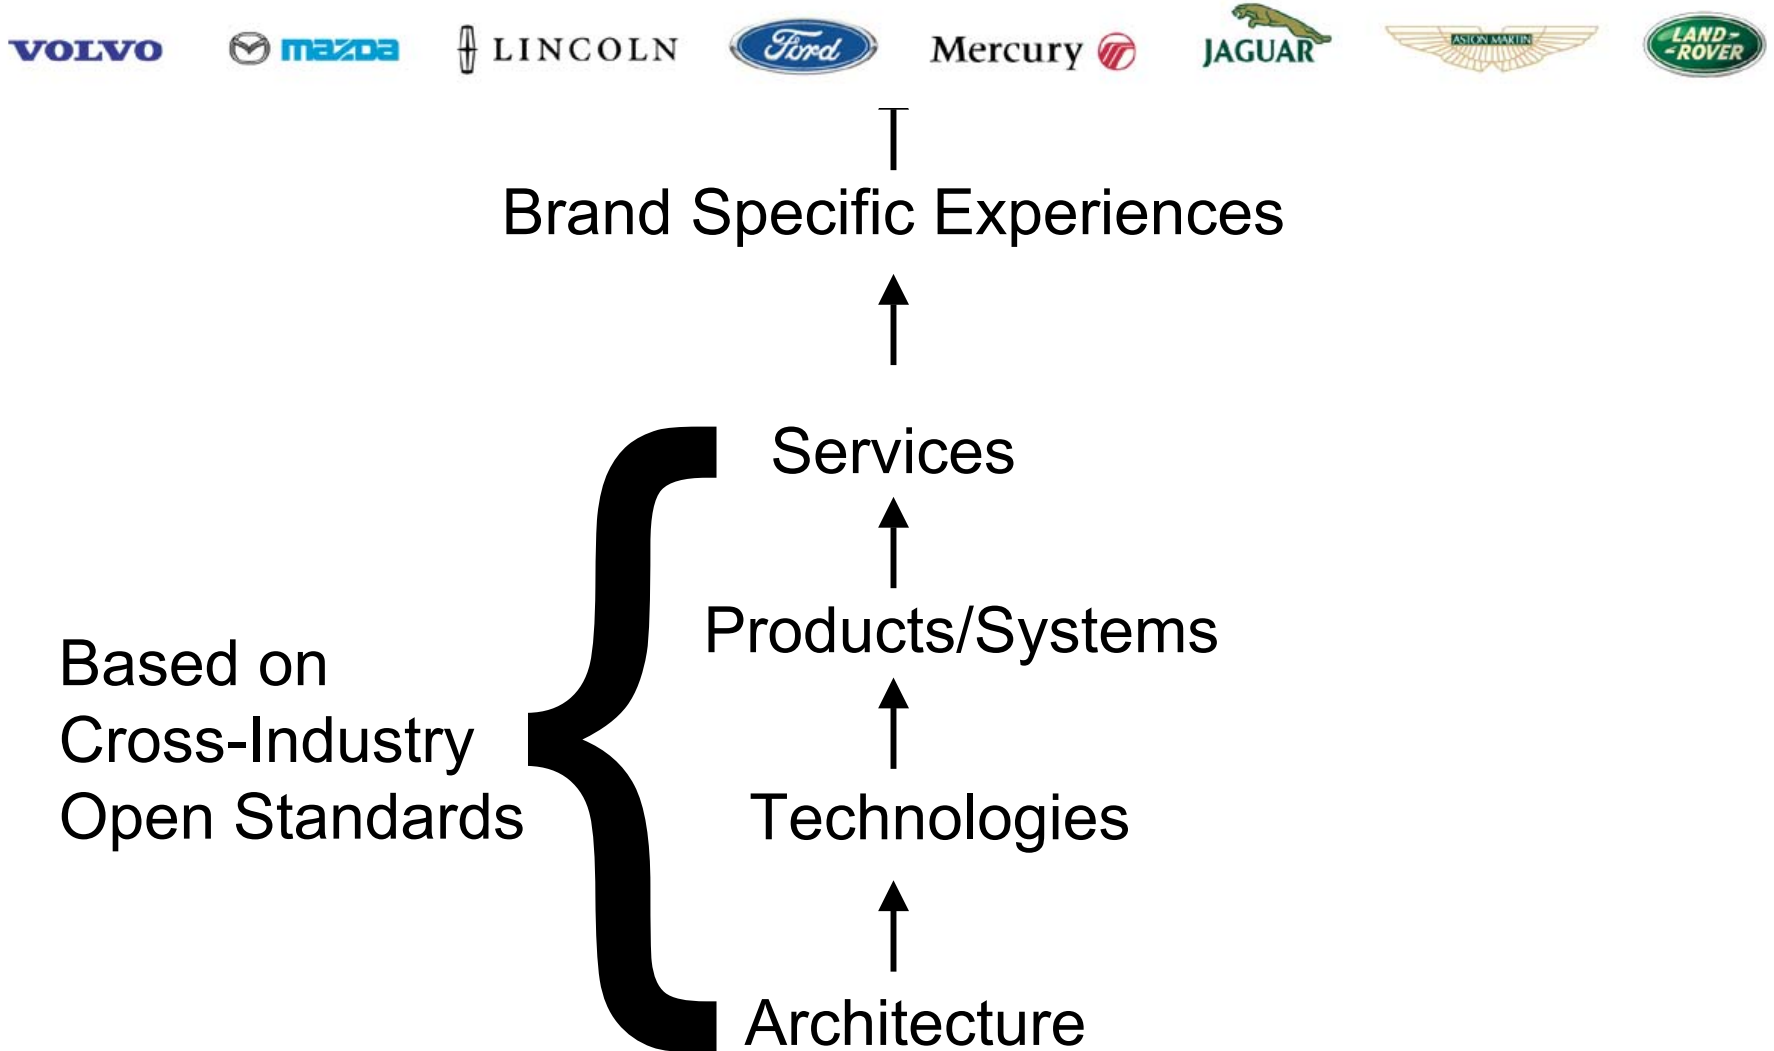 VOLVO mazda LINCOLN Ford Mercury JAGUAR ASTON MARTIN LAND-ROVER
Brand Specific Experiences
Services
Products/Systems
Based on
Cross-Industry
Open Standards
Technologies
Architecture